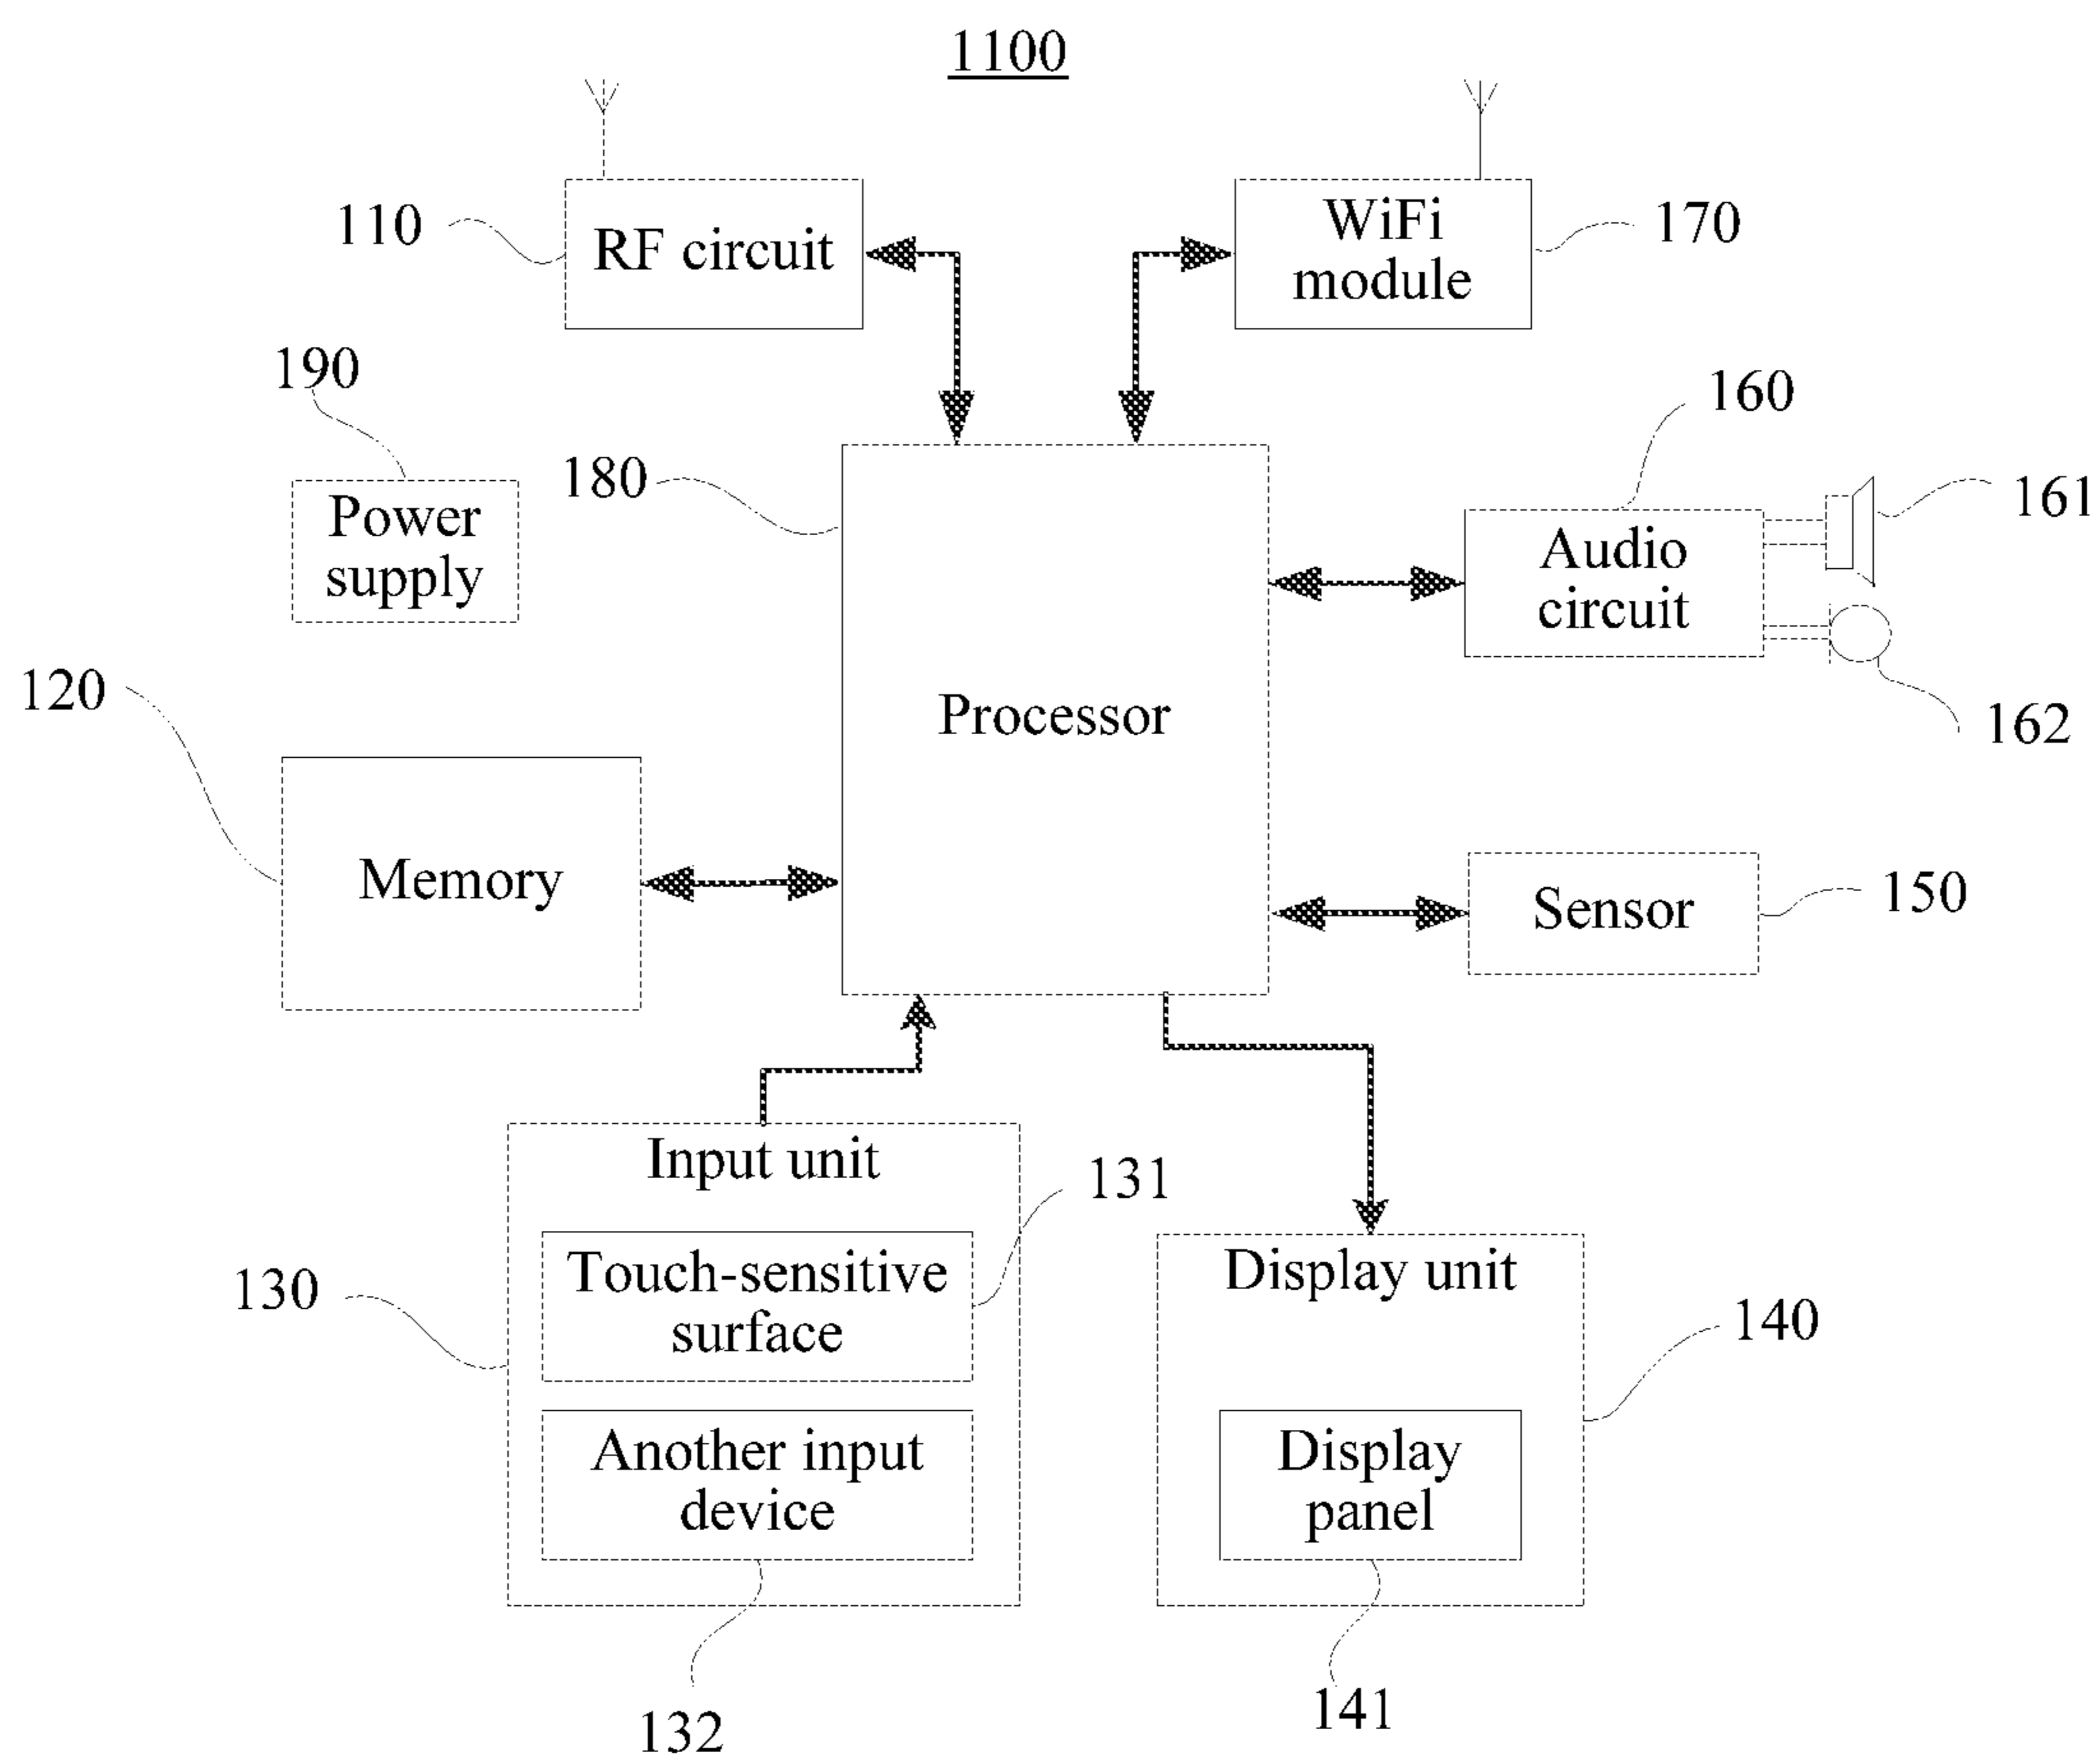 1100
110
RF circuit
WiFi
module
170
190
Power
supply
180
160
Audio
circuit
161
162
120
Memory
Processor
Sensor
150
Input unit
131
Touch-sensitive
surface
130
Another input
device
132
Display unit
140
Display
panel
141